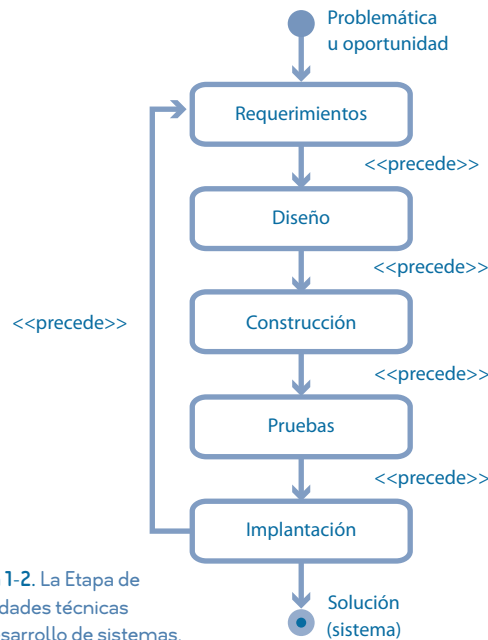 Problemática
u oportunidad
Requerimientos
<<precede>>
Diseño
<<precede>>
<<precede>>
Construcción
<<precede>>
Pruebas
<<precede>>
Implantación
1-2. La Etapa de
dades técnicas
sarrollo de sistemas.
Solución
(sistema)